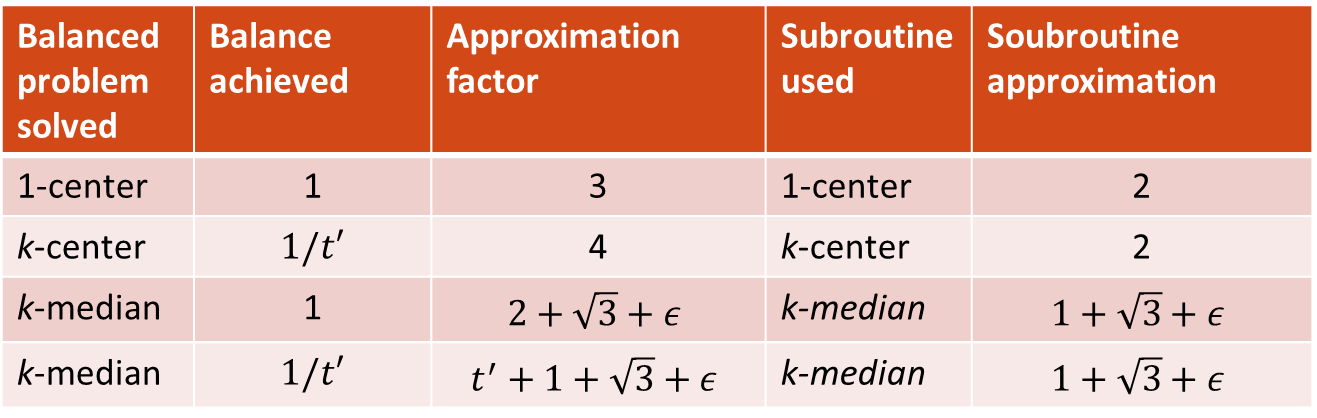 Balanced problem solved | Balance achieved | Approximation factor | Subroutine used | Soubroutine approximation
1-center | 1 | 3 | 1-center | 2
k-center | 1/t′ | 4 | k-center | 2
k-median | 1 | 2 + √3 + ϵ | k-median | 1 + √3 + ϵ
k-median | 1/t′ | t′ + 1 + √3 + ϵ | k-median | 1 + √3 + ϵ